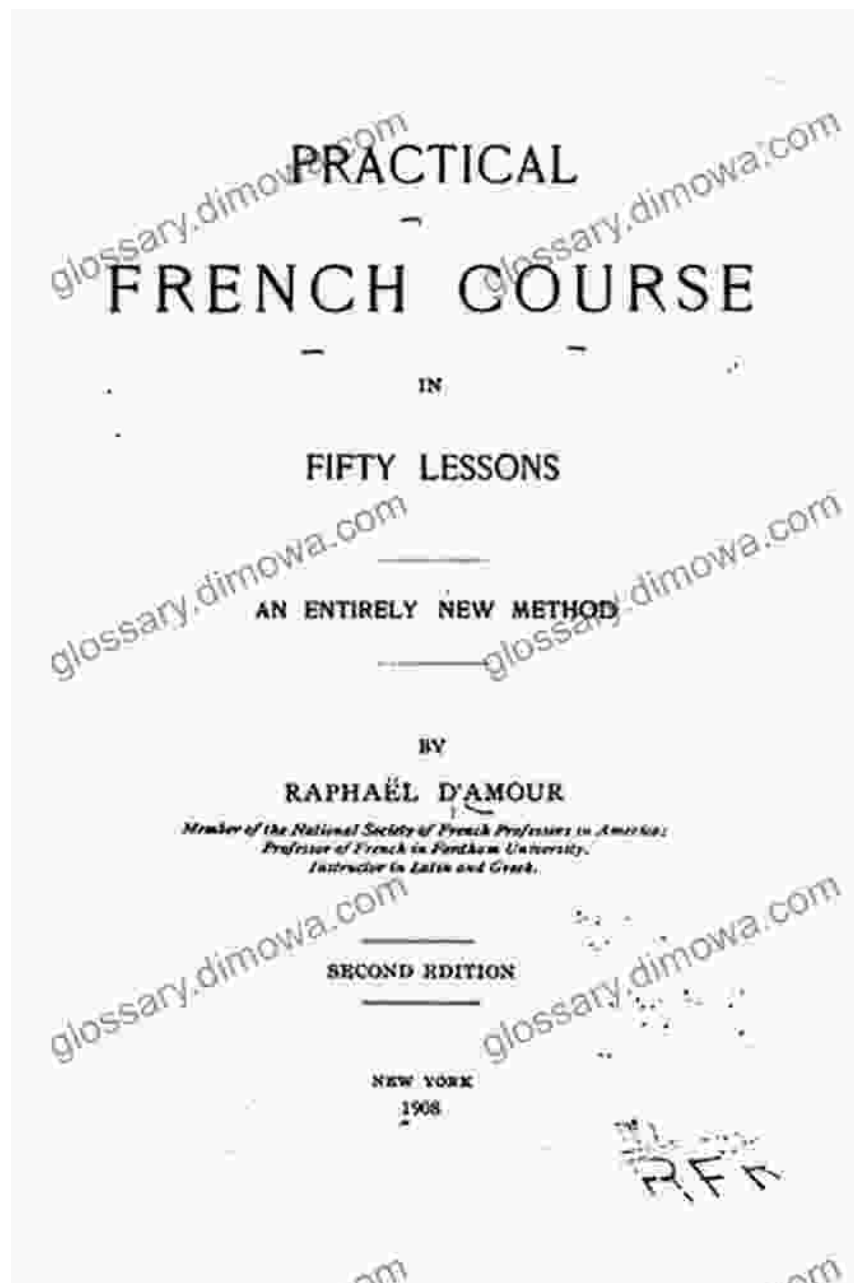 PRACTICAL
FRENCH COURSE
IN
FIFTY LESSONS
AN ENTIRELY NEW METHOD
BY
RAPHAËL D'AMOUR
Member of the National Society of French Professors in America;
Professor of French in Fordham University.
Instructor in Latin and Greek.
SECOND EDITION
NEW YORK
1908
glossary.dimowa.com
glossary.dimowa.com
glossary.dimowa.com
glossary.dimowa.com
glossary.dimowa.com
glossary.dimowa.com